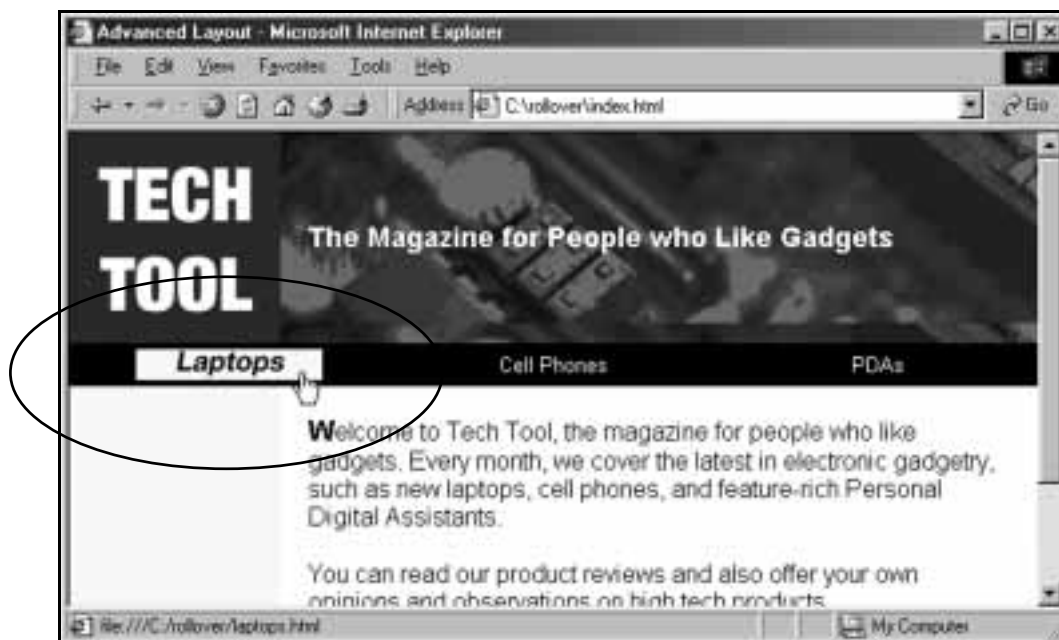 Advanced Layout - Microsoft Internet Explorer
File Edit View Favorites Tools Help
Address C:\rollover\index.html Go
TECH
TOOL
The Magazine for People who Like Gadgets
Laptops Cell Phones PDAs
Welcome to Tech Tool, the magazine for people who like
gadgets. Every month, we cover the latest in electronic gadgetry,
such as new laptops, cell phones, and feature-rich Personal
Digital Assistants.
You can read our product reviews and also offer your own
opinions and observations on high tech products
file:///C:/rollover/laptops.html My Computer